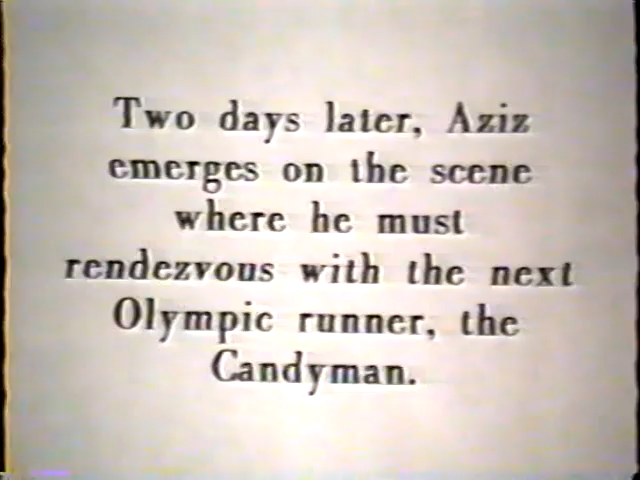 Two days later, Aziz
emerges on the scene
where he must
rendezvous with the next
Olympic runner, the
Candyman.